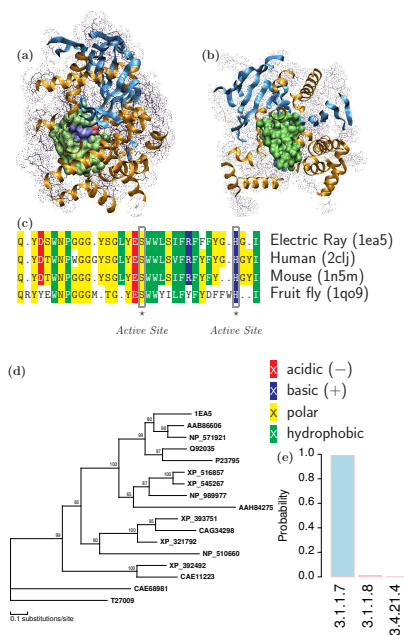 (a)
(b)
(c)
Q.YDSWNPGGG.YSGLYESWWLSIFRFFFYG.HG.I Electric Ray (1ea5)
Human (2clj)
Mouse (1n5m)
Fruit fly (1qo9)
* *
Active Site Active Site
(d)
X acidic (−)
X basic (+)
X polar
X hydrophobic
1EA5
AAB86606
NP_571921
Q92035
P23795
XP_516857
XP_545267
NP_989977
AAH84275
XP_393751
CAG34298
XP_321792
NP_510660
XP_392492
CAE11223
CAE68981
T27009
0.1 substitutions/site
(e)
Probability
1.0
0.8
0.6
0.4
0.2
0.0
3.1.1.7
3.1.1.8
3.4.21.4